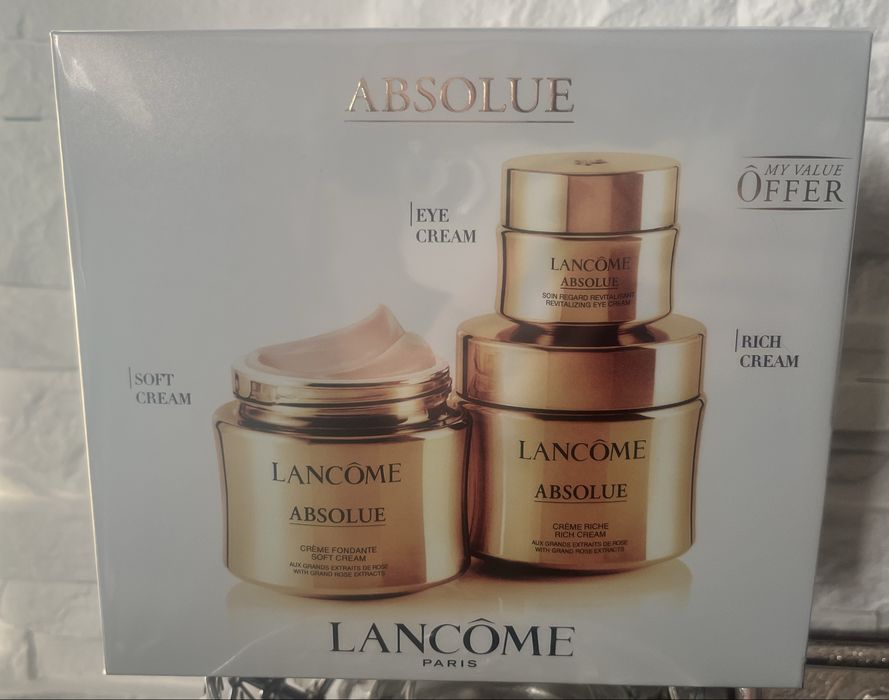 ABSOLUE
MY VALUE
ÔFFER
EYE
CREAM
LANCÔME
ABSOLUE
SOIN REGARD REVITALISANT
REVITALIZING EYE CREAM
RICH
CREAM
SOFT
CREAM
LANCÔME
ABSOLUE
CRÈME RICHE
RICH CREAM
AUX GRANDS EXTRAITS DE ROSE
WITH GRAND ROSE EXTRACTS
LANCÔME
ABSOLUE
CRÈME FONDANTE
SOFT CREAM
AUX GRANDS EXTRAITS DE ROSE
WITH GRAND ROSE EXTRACTS
LANCÔME
PARIS